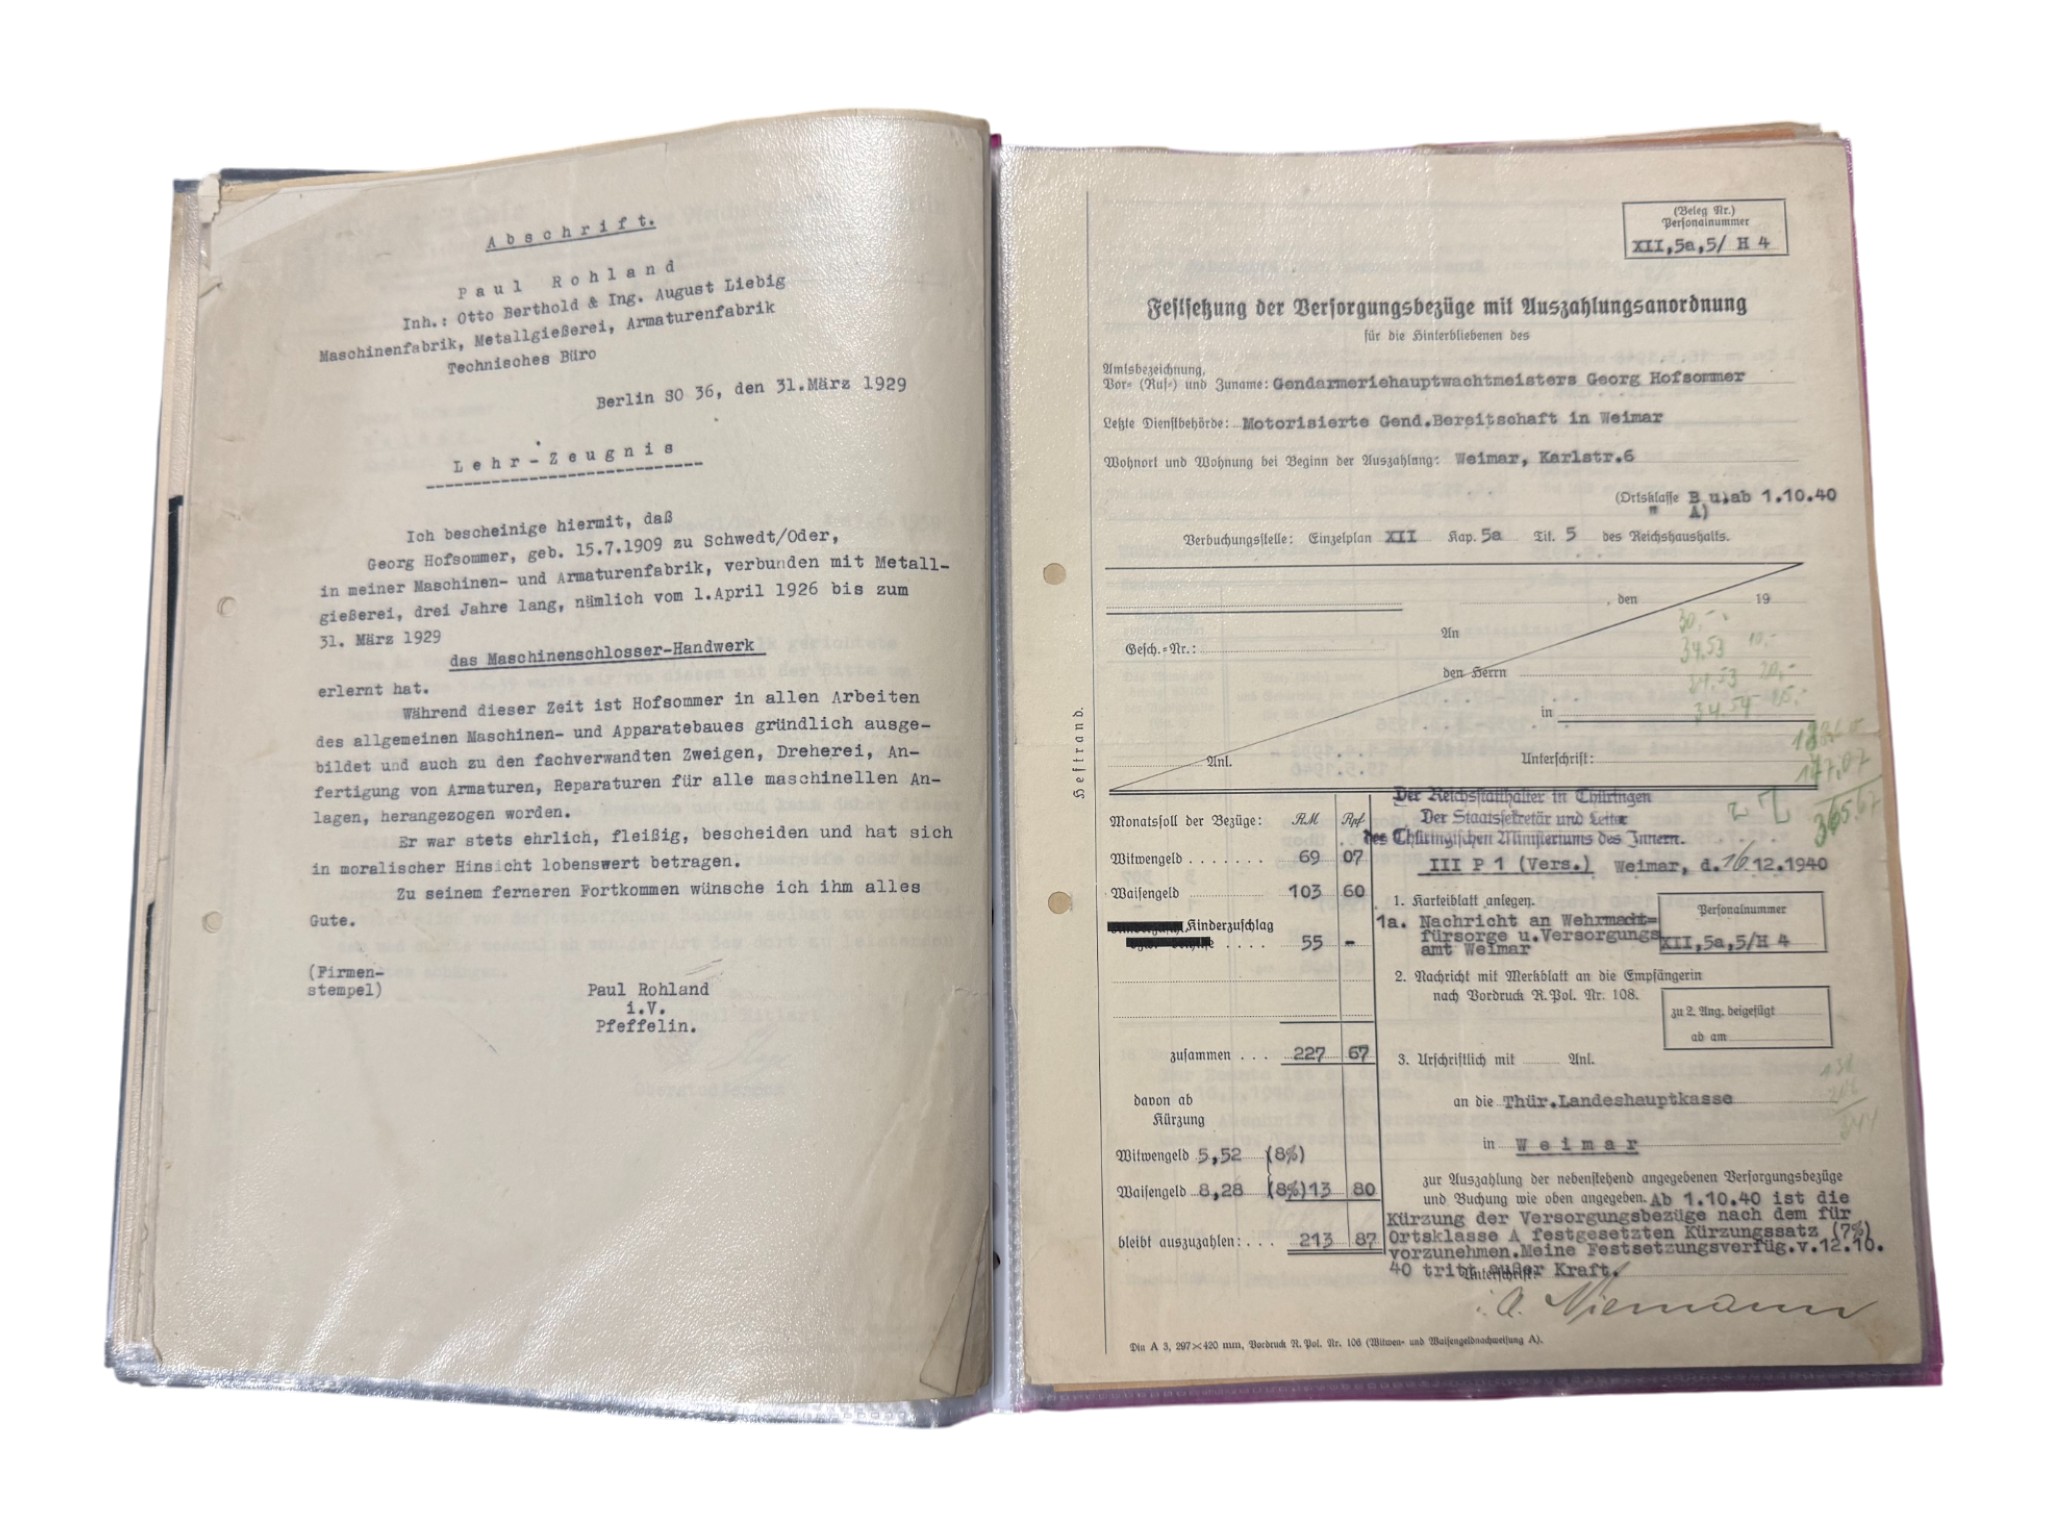 Abschrift.
Paul Rohland
Inh.: Otto Berthold & Ing. August Liebig
Maschinenfabrik, Metallgießerei, Armaturenfabrik
Technisches Büro
Berlin SO 36, den 31.März 1929
Lehr-Zeugnis
Ich bescheinige hiermit, daß
Georg Hofsommer, geb. 15.7.1909 zu Schwedt/Oder,
in meiner Maschinen- und Armaturenfabrik, verbunden mit Metall-
gießerei, drei Jahre lang, nämlich vom 1.April 1926 bis zum
31. März 1929
das Maschinenschlosser-Handwerk
erlernt hat.
Während dieser Zeit ist Hofsommer in allen Arbeiten
des allgemeinen Maschinen- und Apparatebaues gründlich ausge-
bildet und auch zu den fachverwandten Zweigen, Dreherei, An-
fertigung von Armaturen, Reparaturen für alle maschinellen An-
lagen, herangezogen worden.
Er war stets ehrlich, fleißig, bescheiden und hat sich
in moralischer Hinsicht lobenswert betragen.
Zu seinem ferneren Fortkommen wünsche ich ihm alles
Gute.
(Firmen-
stempel)
Paul Rohland
i.V.
Pfeffelin.
(Beleg Nr.)
Personalnummer
XII,5a,5/ H 4
Festsetzung der Versorgungsbezüge mit Auszahlungsanordnung
für die Hinterbliebenen des
Amtsbezeichnung,
Vor- (Ruf-) und Zuname: Gendarmeriehauptwachtmeisters Georg Hofsommer
Letzte Dienstbehörde: Motorisierte Gend.Bereitschaft in Weimar
Wohnort und Wohnung bei Beginn der Auszahlung: Weimar, Karlstr.6
(Ortsklasse B u.ab 1.10.40
" A)
Verbuchungsstelle: Einzelplan XII Kap. 5a Tit. 5 des Reichshaushalts.
, den 19
An
Gesch.-Nr.:
den Herrn
in
Anl. Unterschrift:
30,-
34.53 10.-
34.53 20,-
34.54
147.07
Heftrand.
Der Reichsstatthalter in Thüringen
Der Staatssekretär und Leiter
des Thüringischen Ministeriums des Innern.
III P 1 (Vers.) Weimar, d. 16.12.1940
Monatssoll der Bezüge: RM Rpf
Witwengeld ....... 69 07
Waisengeld ....... 103 60
Kinderzuschlag
.... 55 -
zusammen ... 227 67
davon ab
Kürzung
Witwengeld 5,52 (8%)
Waisengeld 8,28 (8%) 13 80
bleibt auszuzahlen: ... 213 87
1. Karteiblatt anlegen.
1a. Nachricht an Wehrmacht=
fürsorge u.Versorgungs
amt Weimar
Personalnummer
XII,5a,5/H 4
2. Nachricht mit Merkblatt an die Empfängerin
nach Vordruck R.Pol. Nr. 108.
zu 2. Ang. beigefügt
ab am
3. Urschriftlich mit Anl.
an die Thür.Landeshauptkasse
in Weimar
zur Auszahlung der nebenstehend angegebenen Versorgungsbezüge
und Buchung wie oben angegeben. Ab 1.10.40 ist die
Kürzung der Versorgungsbezüge nach dem für
Ortsklasse A festgesetzten Kürzungssatz (7%)
vorzunehmen.Meine Festsetzungsverfüg.v.12.10.
40 tritt außer Kraft.
Unterschrift:
i.A. Niemann
Din A 3, 297×420 mm, Vordruck R. Pol. Nr. 106 (Witwen- und Waisengeldnachweisung A).